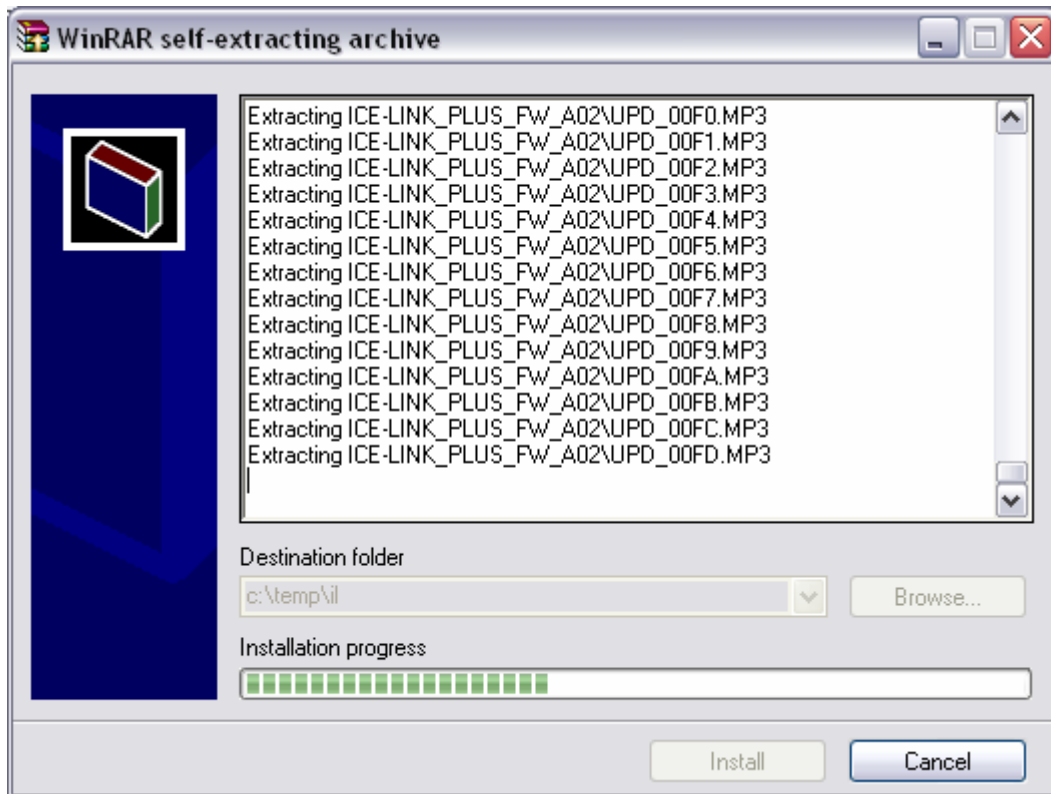 WinRAR self-extracting archive
Extracting ICE-LINK_PLUS_FW_A02\UPD_00F0.MP3
Extracting ICE-LINK_PLUS_FW_A02\UPD_00F1.MP3
Extracting ICE-LINK_PLUS_FW_A02\UPD_00F2.MP3
Extracting ICE-LINK_PLUS_FW_A02\UPD_00F3.MP3
Extracting ICE-LINK_PLUS_FW_A02\UPD_00F4.MP3
Extracting ICE-LINK_PLUS_FW_A02\UPD_00F5.MP3
Extracting ICE-LINK_PLUS_FW_A02\UPD_00F6.MP3
Extracting ICE-LINK_PLUS_FW_A02\UPD_00F7.MP3
Extracting ICE-LINK_PLUS_FW_A02\UPD_00F8.MP3
Extracting ICE-LINK_PLUS_FW_A02\UPD_00F9.MP3
Extracting ICE-LINK_PLUS_FW_A02\UPD_00FA.MP3
Extracting ICE-LINK_PLUS_FW_A02\UPD_00FB.MP3
Extracting ICE-LINK_PLUS_FW_A02\UPD_00FC.MP3
Extracting ICE-LINK_PLUS_FW_A02\UPD_00FD.MP3
Destination folder
c:\temp\il
Browse...
Installation progress
Install
Cancel